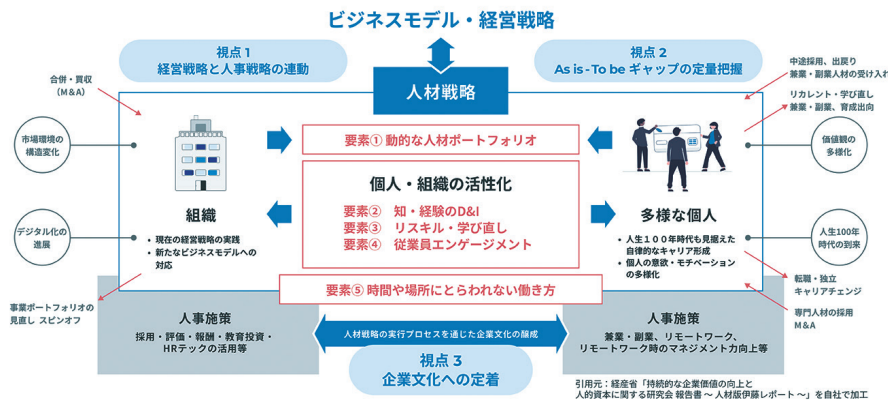 ビジネスモデル・経営戦略
視点 1
経営戦略と人事戦略の連動
視点 2
As is - To be ギャップの定量把握
人材戦略
合併・買収
（M＆A）
中途採用、出戻り
兼業・副業人材の受け入れ
リカレント・学び直し
兼業・副業、育成出向
市場環境の
構造変化
価値観の
多様化
要素① 動的な人材ポートフォリオ
個人・組織の活性化
要素② 知・経験のD&I
要素③ リスキル・学び直し
要素④ 従業員エンゲージメント
組織
• 現在の経営戦略の実践
• 新たなビジネスモデルへの
対応
多様な個人
• 人生１００年時代も見据えた
自律的なキャリア形成
• 個人の意欲・モチベーション
の多様化
デジタル化の
進展
人生100年
時代の到来
要素⑤ 時間や場所にとらわれない働き方
事業ポートフォリオの
見直し スピンオフ
転職・独立
キャリアチェンジ
専門人材の採用
M＆A
人事施策
採用・評価・報酬・教育投資・
HRテックの活用等
人材戦略の実行プロセスを通じた企業文化の醸成
人事施策
兼業・副業、リモートワーク、
リモートワーク時のマネジメント力向上等
視点 3
企業文化への定着
引用元：経産省「持続的な企業価値の向上と
人的資本に関する研究会 報告書 ～ 人材版伊藤レポート ～」を自社で加工